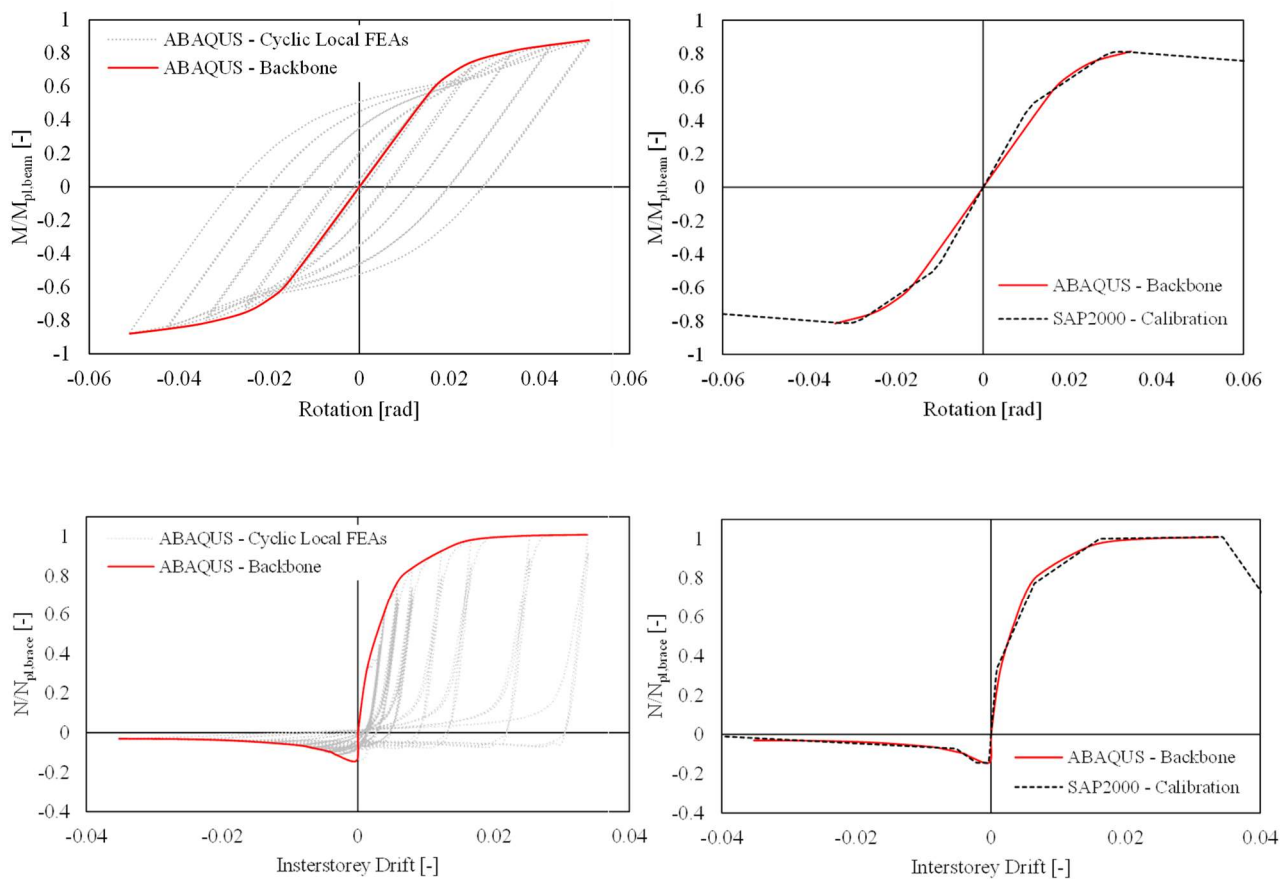 1
0.8
0.6
0.4
0.2
0
-0.2
-0.4
-0.6
-0.8
-1
M/Mpl,beam [-]
ABAQUS - Cyclic Local FEAs
ABAQUS - Backbone
-0.06 -0.04 -0.02 0 0.02 0.04 0.06
Rotation [rad]
1
0.8
0.6
0.4
0.2
0
-0.2
-0.4
-0.6
-0.8
-1
M/Mpl,beam [-]
ABAQUS - Backbone
SAP2000 - Calibration
-0.06 -0.04 -0.02 0 0.02 0.04 0.06
Rotation [rad]
1
0.8
0.6
0.4
0.2
0
-0.2
-0.4
N/Npl,brace [-]
ABAQUS - Cyclic Local FEAs
ABAQUS - Backbone
-0.04 -0.02 0 0.02 0.04
Insterstorey Drift [-]
1
0.8
0.6
0.4
0.2
0
-0.2
-0.4
N/Npl,brace [-]
ABAQUS - Backbone
SAP2000 - Calibration
-0.04 -0.02 0 0.02 0.04
Interstorey Drift [-]